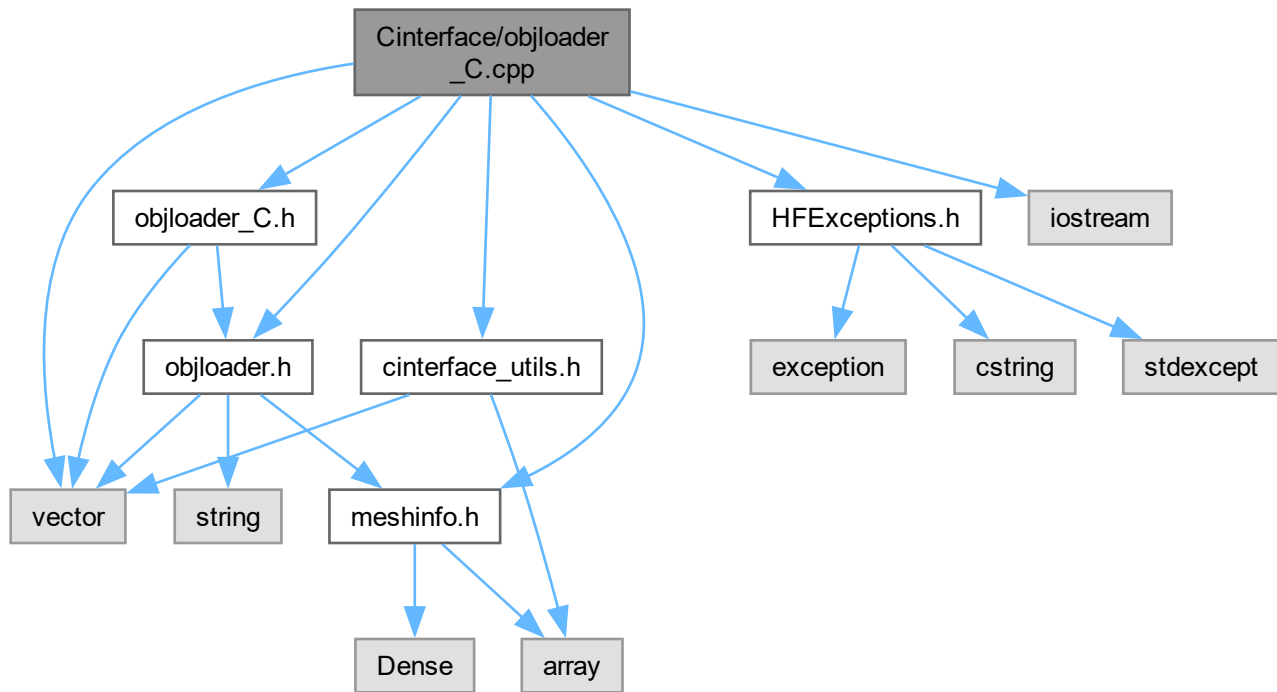 Cinterface/objloader
_C.cpp
objloader_C.h
HFExceptions.h
iostream
objloader.h
cinterface_utils.h
exception
cstring
stdexcept
vector
string
meshinfo.h
Dense
array